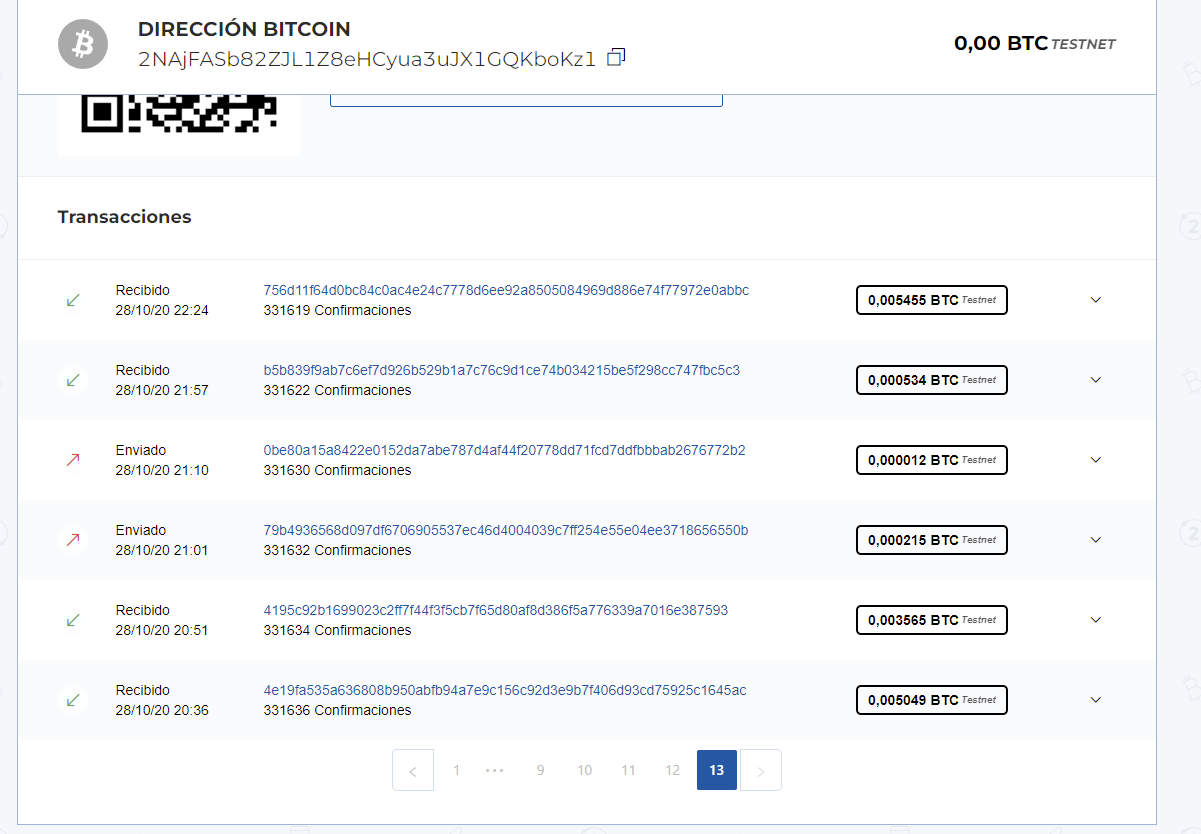 DIRECCIÓN BITCOIN
2NAjFASb82ZJL1Z8eHCyua3uJX1GQKboKz1
0,00 BTC TESTNET
Transacciones
Recibido 756d11f64d0bc84c0ac4e24c7778d6ee92a8505084969d886e74f77972e0abbc
28/10/20 22:24 331619 Confirmaciones
0,005455 BTC Testnet
Recibido b5b839f9ab7c6ef7d926b529b1a7c76c9d1ce74b034215be5f298cc747fbc5c3
28/10/20 21:57 331622 Confirmaciones
0,000534 BTC Testnet
Enviado 0be80a15a8422e0152da7abe787d4af44f20778dd71fcd7ddfbbbab2676772b2
28/10/20 21:10 331630 Confirmaciones
0,000012 BTC Testnet
Enviado 79b4936568d097df6706905537ec46d4004039c7ff254e55e04ee3718656550b
28/10/20 21:01 331632 Confirmaciones
0,000215 BTC Testnet
Recibido 4195c92b1699023c2ff7f44f3f5cb7f65d80af8d386f5a776339a7016e387593
28/10/20 20:51 331634 Confirmaciones
0,003565 BTC Testnet
Recibido 4e19fa535a636808b950abfb94a7e9c156c92d3e9b7f406d93cd75925c1645ac
28/10/20 20:36 331636 Confirmaciones
0,005049 BTC Testnet
< 1 ••• 9 10 11 12 13 >